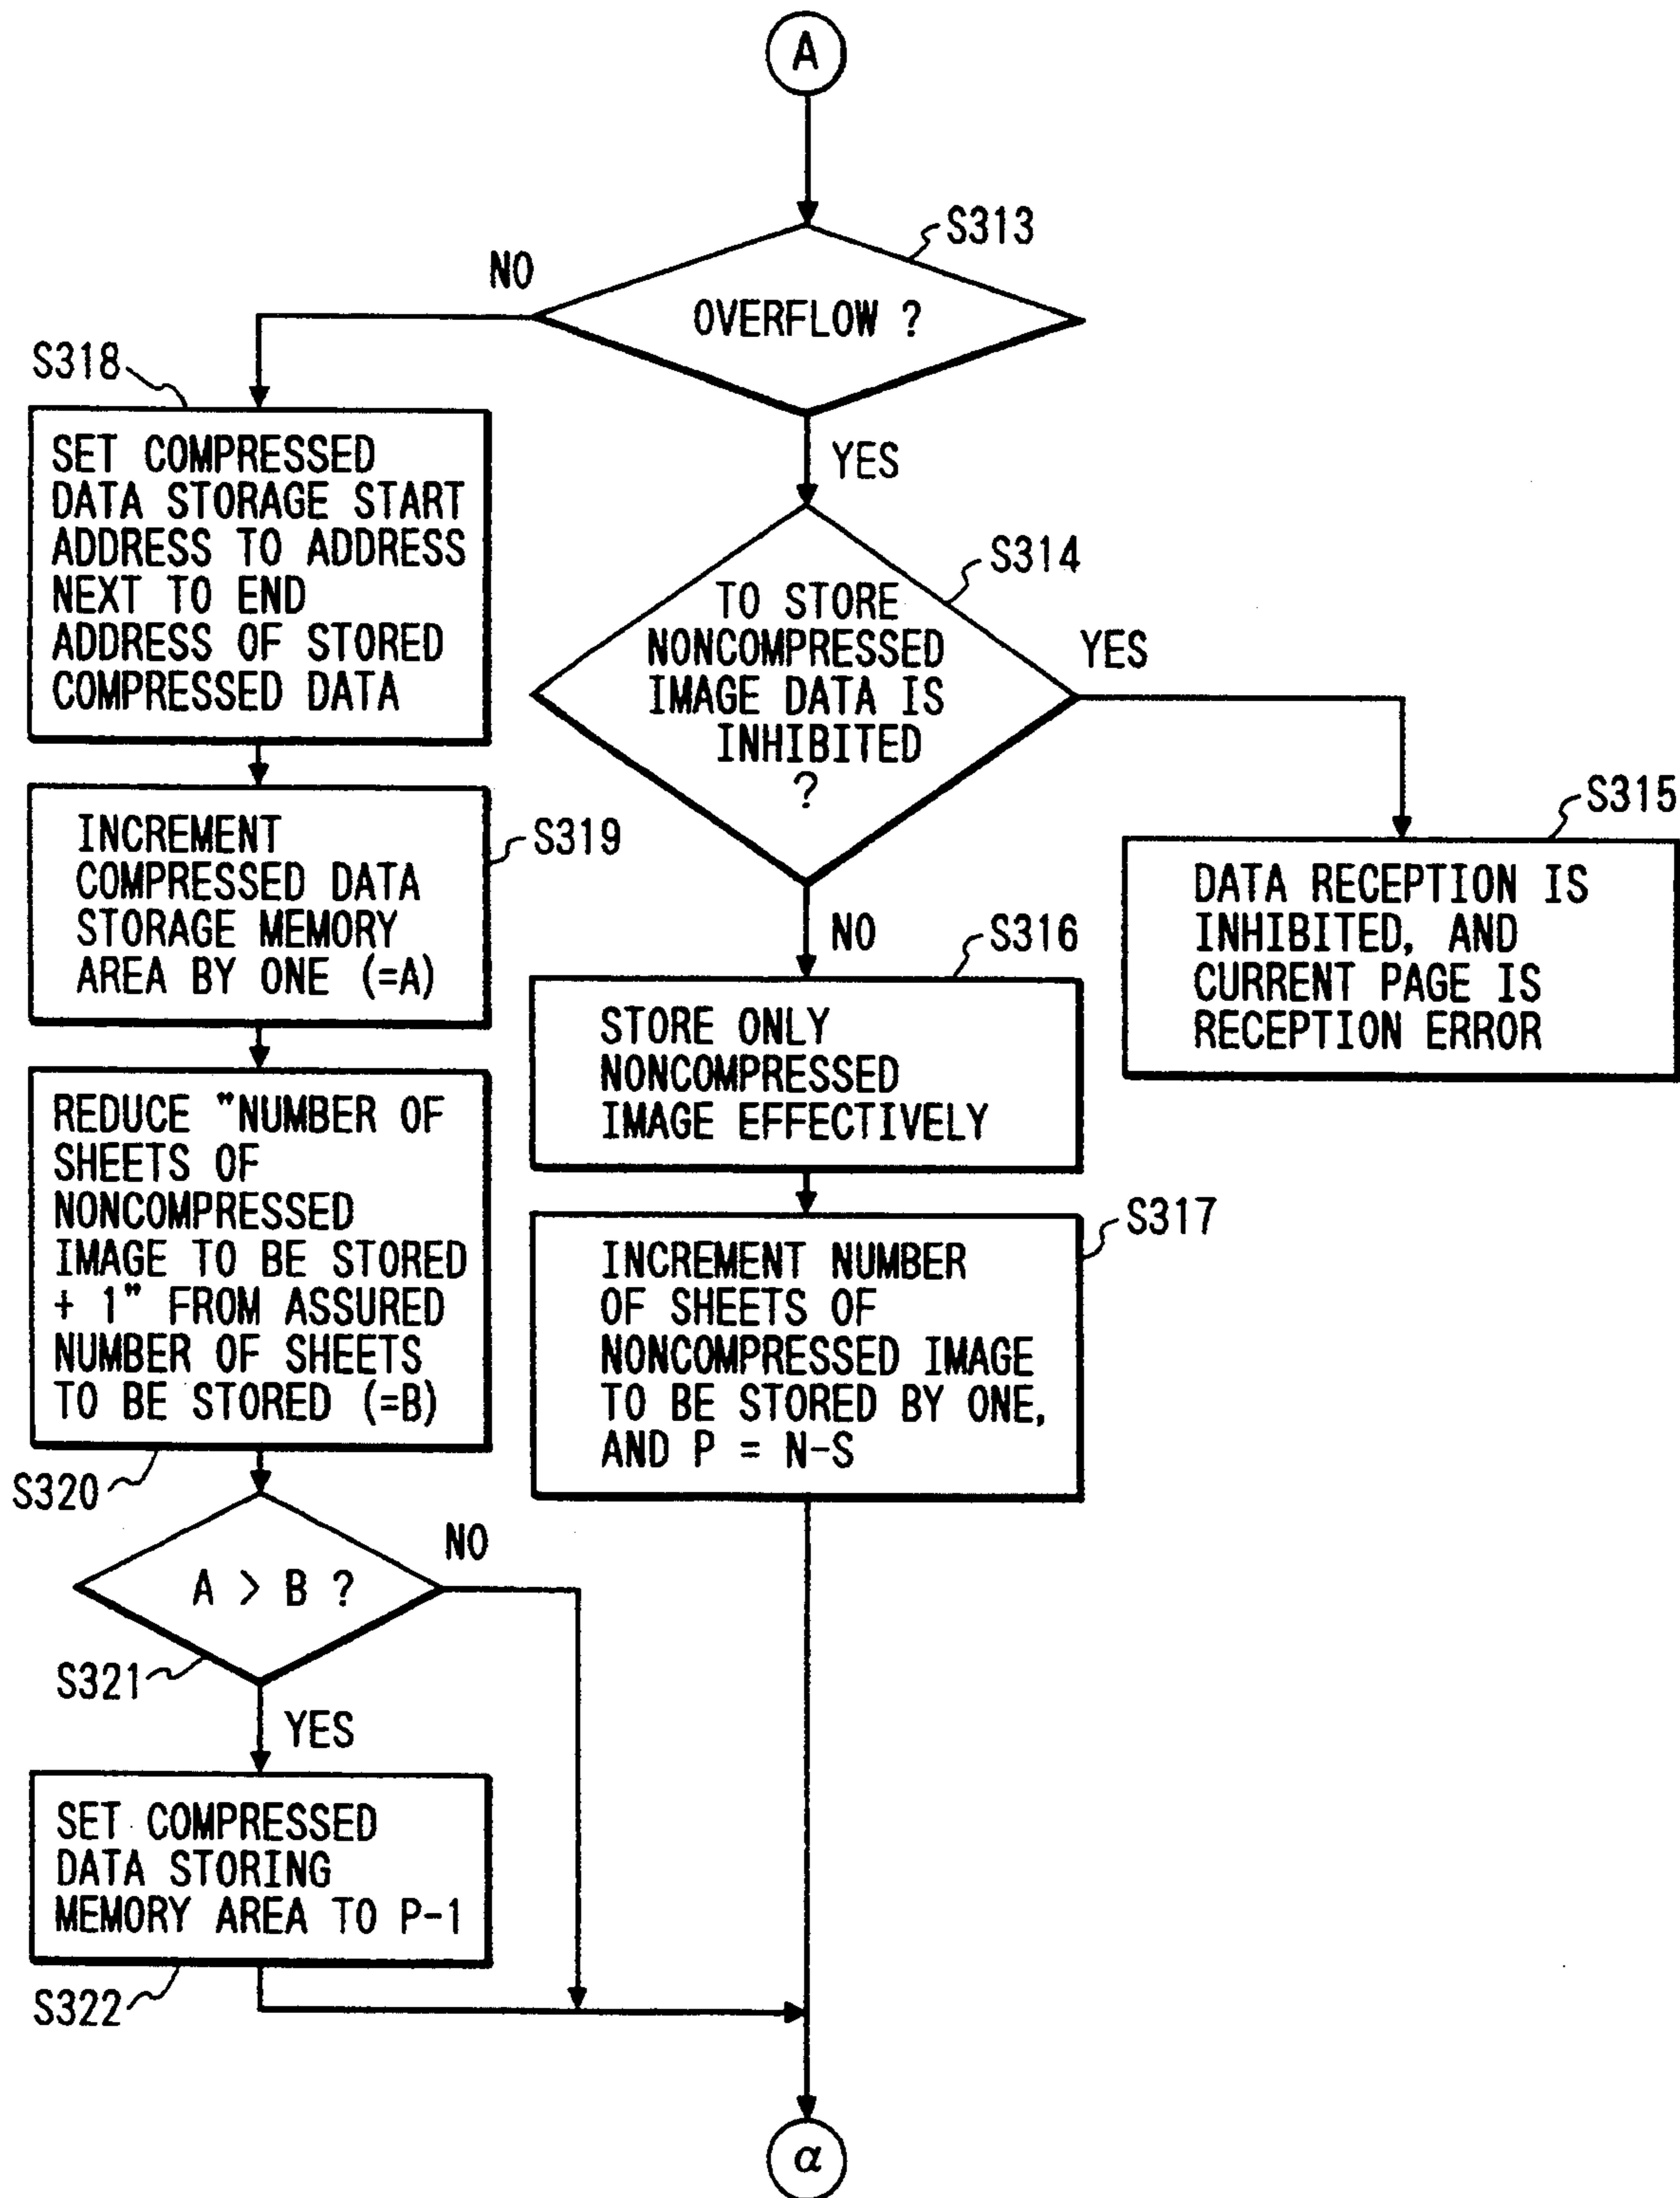 A
S313
NO
OVERFLOW ?
S318
YES
SET COMPRESSED
DATA STORAGE START
ADDRESS TO ADDRESS
NEXT TO END
ADDRESS OF STORED
COMPRESSED DATA
S314
TO STORE
NONCOMPRESSED
IMAGE DATA IS
INHIBITED
?
YES
S315
DATA RECEPTION IS
INHIBITED, AND
CURRENT PAGE IS
RECEPTION ERROR
INCREMENT
COMPRESSED DATA
STORAGE MEMORY
AREA BY ONE (=A)
S319
NO
S316
STORE ONLY
NONCOMPRESSED
IMAGE EFFECTIVELY
REDUCE "NUMBER OF
SHEETS OF
NONCOMPRESSED
IMAGE TO BE STORED
+ 1" FROM ASSURED
NUMBER OF SHEETS
TO BE STORED (=B)
S320
S317
INCREMENT NUMBER
OF SHEETS OF
NONCOMPRESSED IMAGE
TO BE STORED BY ONE,
AND P = N-S
NO
A > B ?
S321
YES
SET COMPRESSED
DATA STORING
MEMORY AREA TO P-1
S322
α